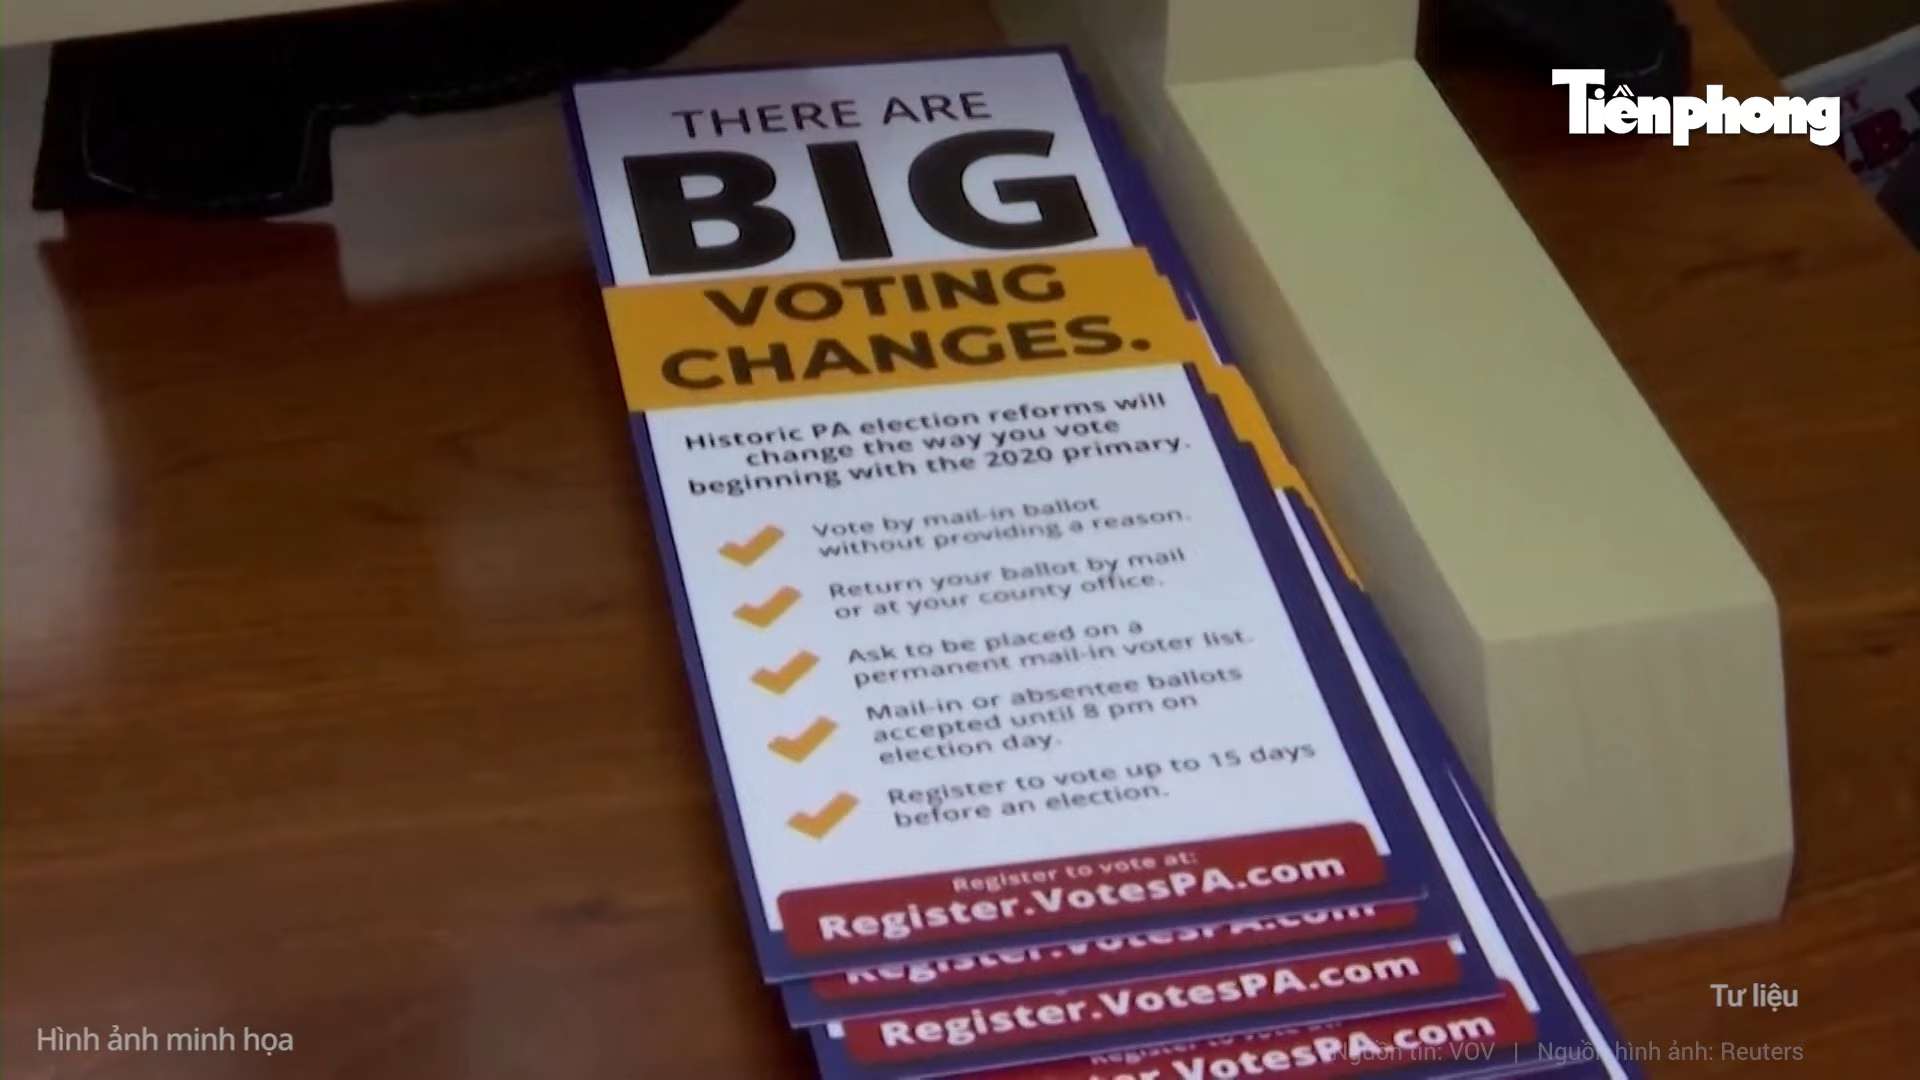 Tiềnphong
THERE ARE
BIG
VOTING
CHANGES.
Historic PA election reforms will
change the way you vote
beginning with the 2020 primary.
Vote by mail-in ballot
without providing a reason.
Return your ballot by mail
or at your county office.
Ask to be placed on a
permanent mail-in voter list.
Mail-in or absentee ballots
accepted until 8 pm on
election day.
Register to vote up to 15 days
before an election.
Register to vote at:
Register.VotesPA.com
Register.VotesPA.com
Register.VotesPA.com
VotesPA.com
Tư liệu
Hình ảnh minh họa
Nguồn tin: VOV | Nguồn hình ảnh: Reuters